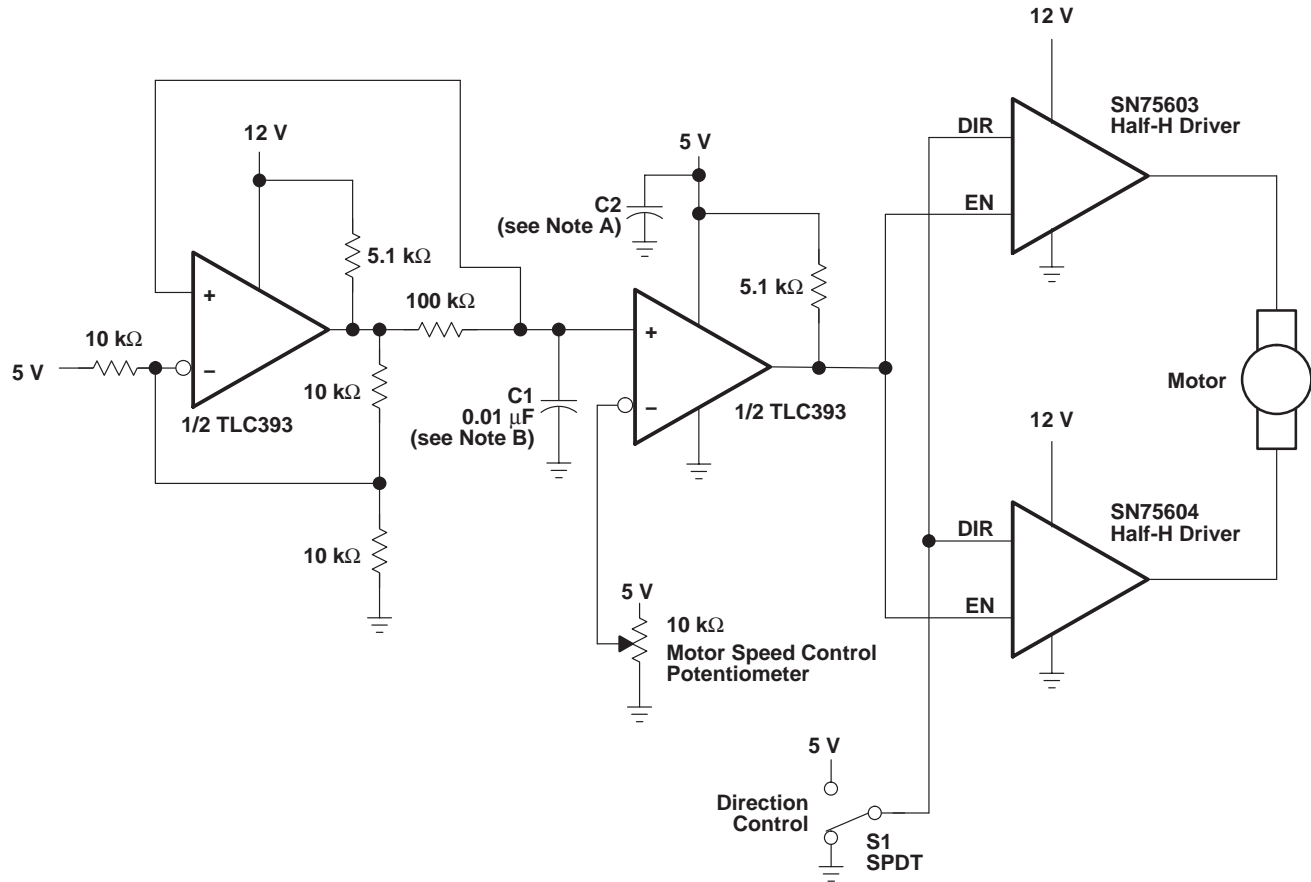 12 V
SN75603
Half-H Driver
DIR
EN
12 V
5 V
C2
(see Note A)
5.1 kΩ
5.1 kΩ
100 kΩ
+
−
+
−
10 kΩ
5 V
10 kΩ
C1
0.01 μF
(see Note B)
1/2 TLC393
1/2 TLC393
Motor
12 V
SN75604
Half-H Driver
DIR
EN
10 kΩ
5 V
10 kΩ
Motor Speed Control
Potentiometer
5 V
Direction
Control
S1
SPDT